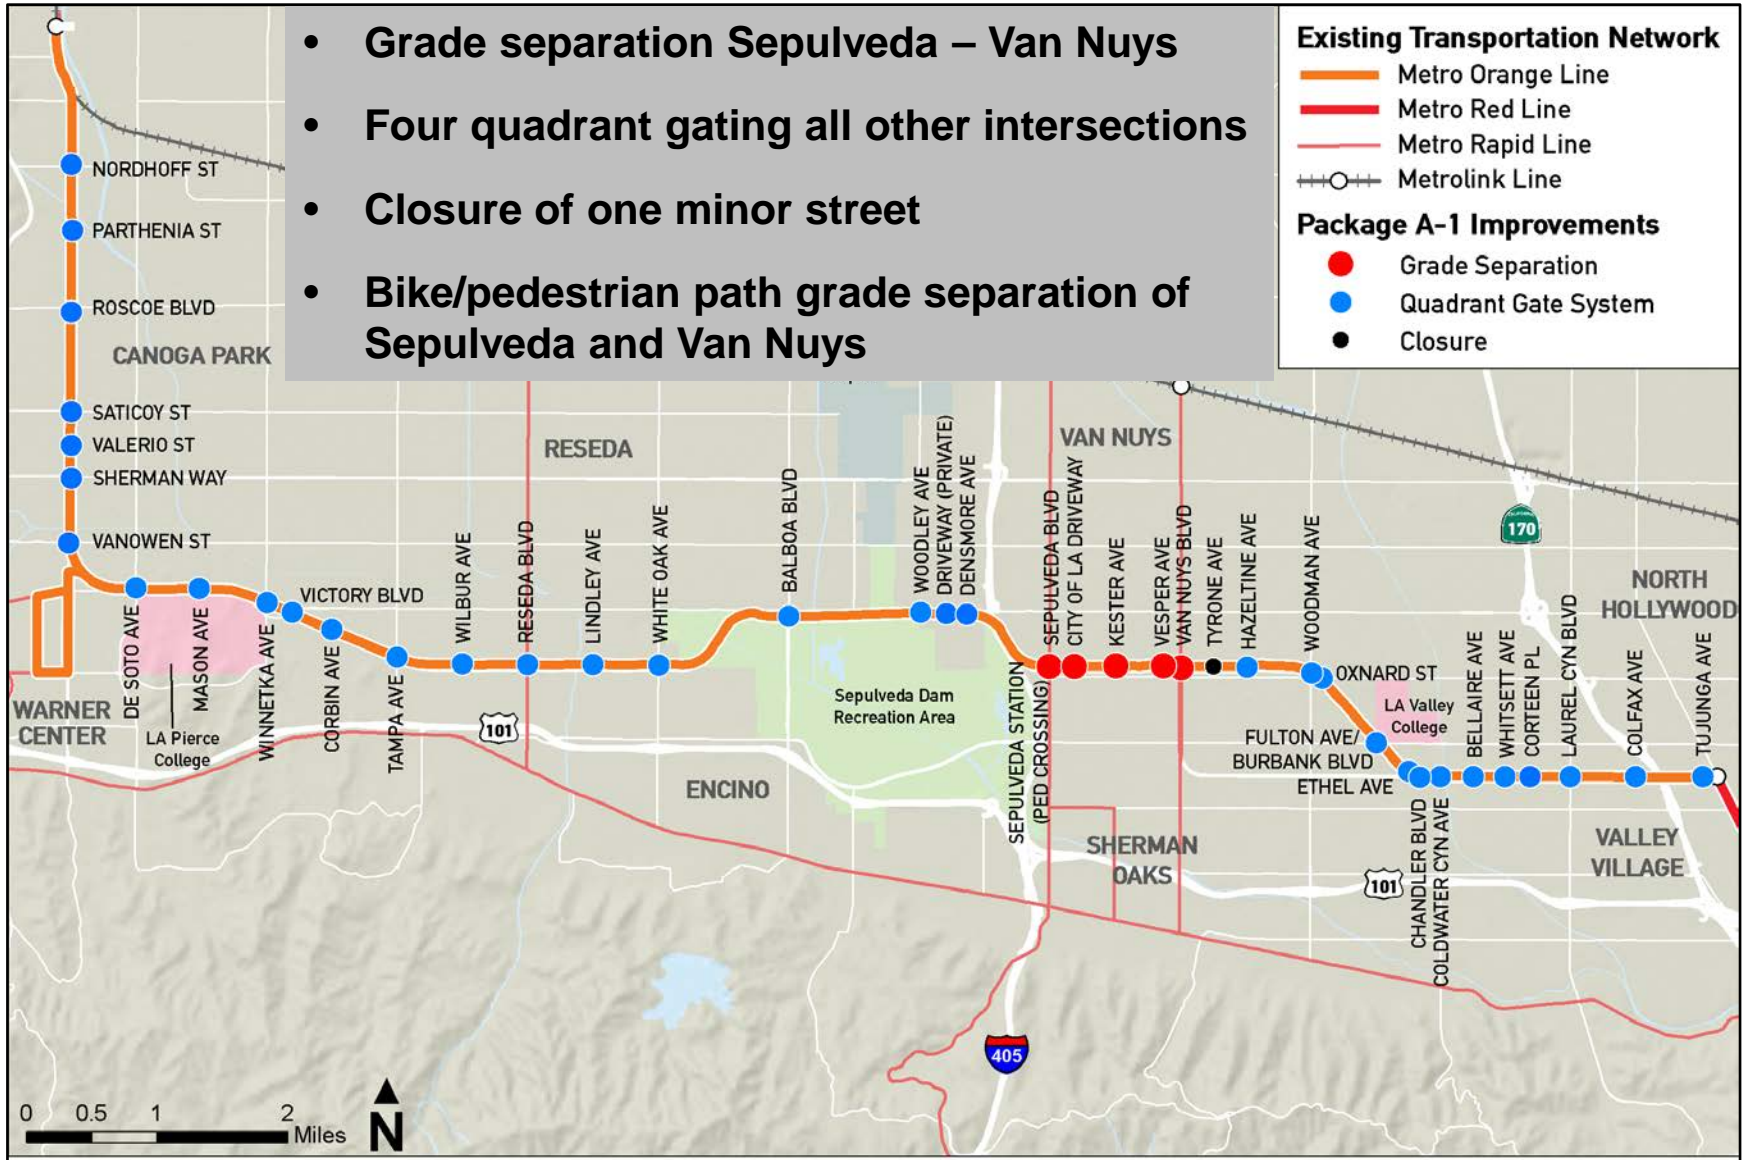 • Grade separation Sepulveda – Van Nuys
• Four quadrant gating all other intersections
• Closure of one minor street
• Bike/pedestrian path grade separation of
Sepulveda and Van Nuys
Existing Transportation Network
Metro Orange Line
Metro Red Line
Metro Rapid Line
Metrolink Line
Package A-1 Improvements
Grade Separation
Quadrant Gate System
Closure
NORDHOFF ST
PARTHENIA ST
ROSCOE BLVD
CANOGA PARK
SATICOY ST
VALERIO ST
SHERMAN WAY
VANOWEN ST
RESEDA
VAN NUYS
CALIFORNIA
170
NORTH
HOLLYWOOD
DE SOTO AVE
MASON AVE
WINNETKA AVE
VICTORY BLVD
CORBIN AVE
TAMPA AVE
WILBUR AVE
RESEDA BLVD
LINDLEY AVE
WHITE OAK AVE
BALBOA BLVD
WOODLEY AVE
DRIVEWAY (PRIVATE)
DENSMORE AVE
SEPULVEDA STATION
(PED CROSSING)
SEPULVEDA BLVD
CITY OF LA DRIVEWAY
KESTER AVE
VESPER AVE
VAN NUYS BLVD
TYRONE AVE
HAZELTINE AVE
WOODMAN AVE
OXNARD ST
FULTON AVE/
BURBANK BLVD
ETHEL AVE
CHANDLER BLVD
COLDWATER CYN AVE
BELLAIRE AVE
WHITSETT AVE
CORTEEN PL
LAUREL CYN BLVD
COLFAX AVE
TUJUNGA AVE
WARNER
CENTER
LA Pierce
College
101
Sepulveda Dam
Recreation Area
LA Valley
College
ENCINO
SHERMAN
OAKS
101
VALLEY
VILLAGE
405
0 0.5 1 2
Miles
N